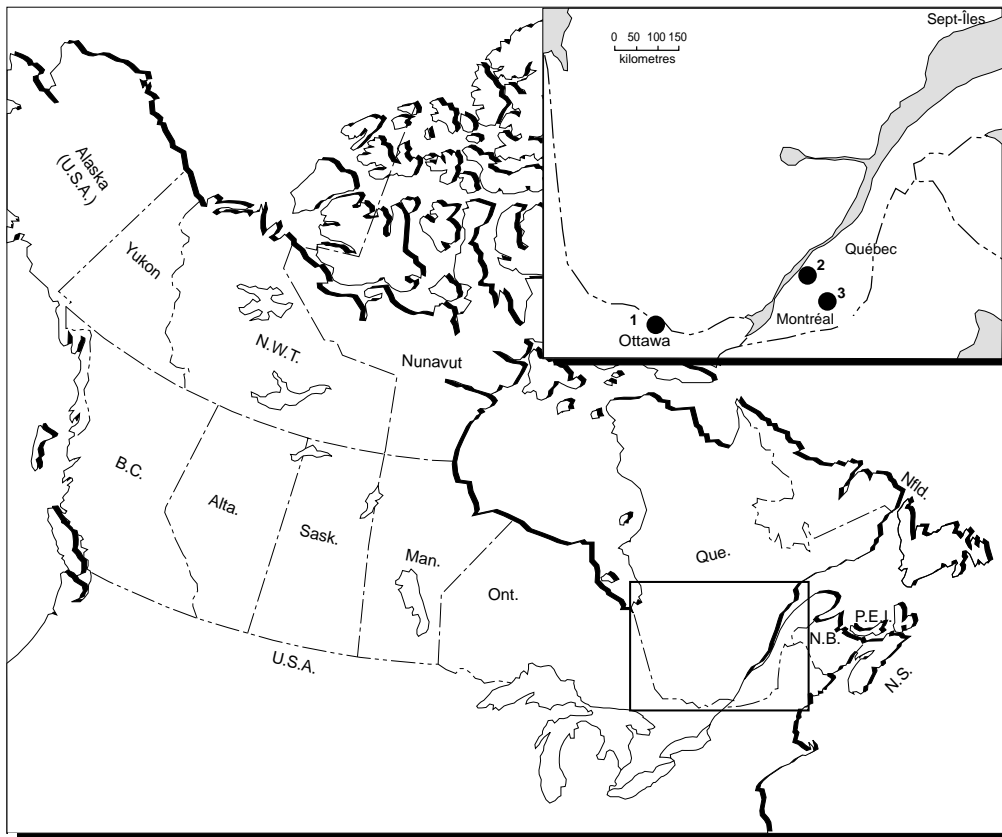 Sept-Îles
0 50 100 150
kilometres
Québec
2
3
Montréal
1
Ottawa
Alaska
(U.S.A.)
Yukon
N.W.T.
Nunavut
B.C.
Alta.
Sask.
Man.
Ont.
Que.
Nfld.
P.E.I.
N.B.
N.S.
U.S.A.